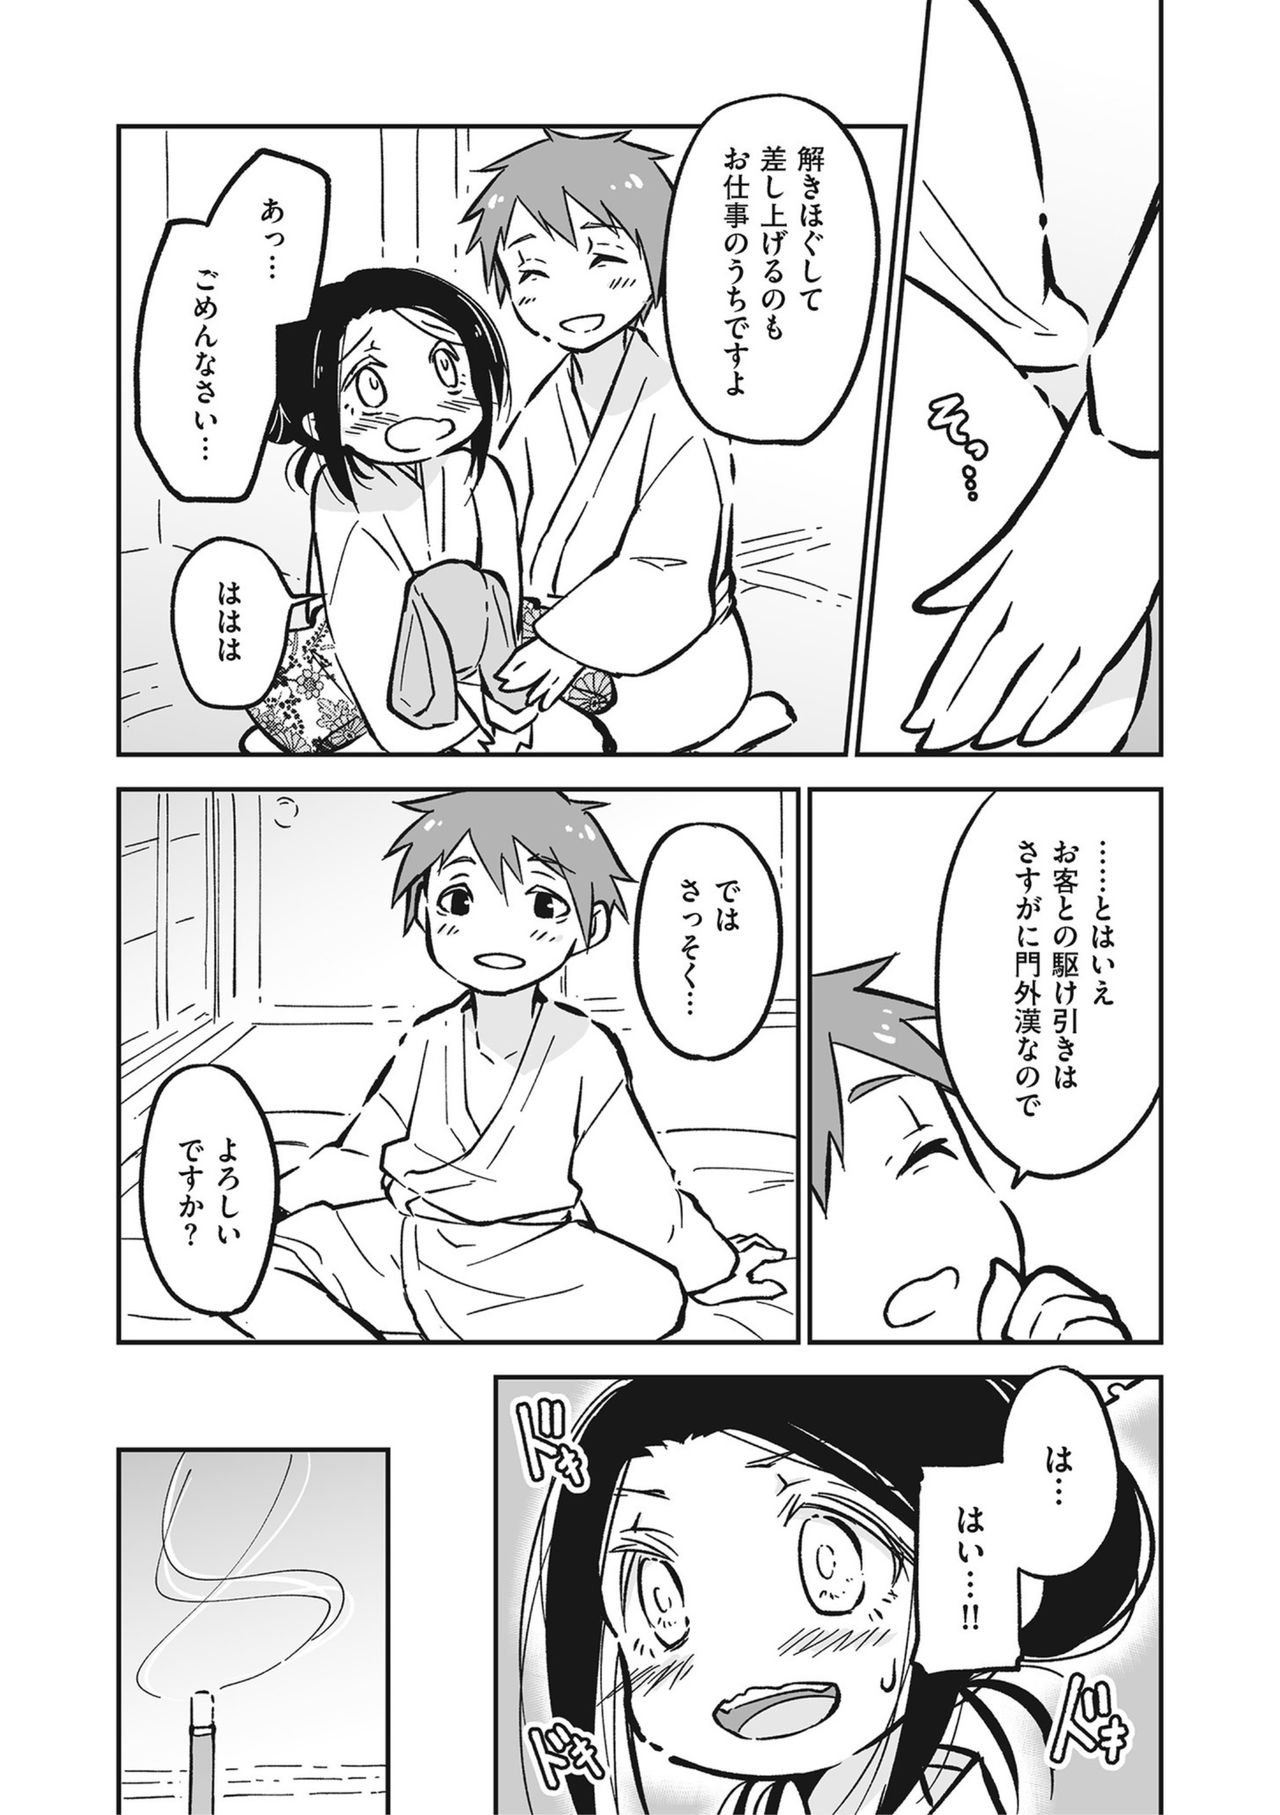 そっ…
解きほぐして
差し上げるのも
お仕事のうちですよ
あっ…
ごめんなさい…
ははは
……とはいえ
お客との駆け引きは
さすがに門外漢なので
では
さっそく…
よろしい
ですか？
は…
はい…!!
ドキ
ドキ
ドキ